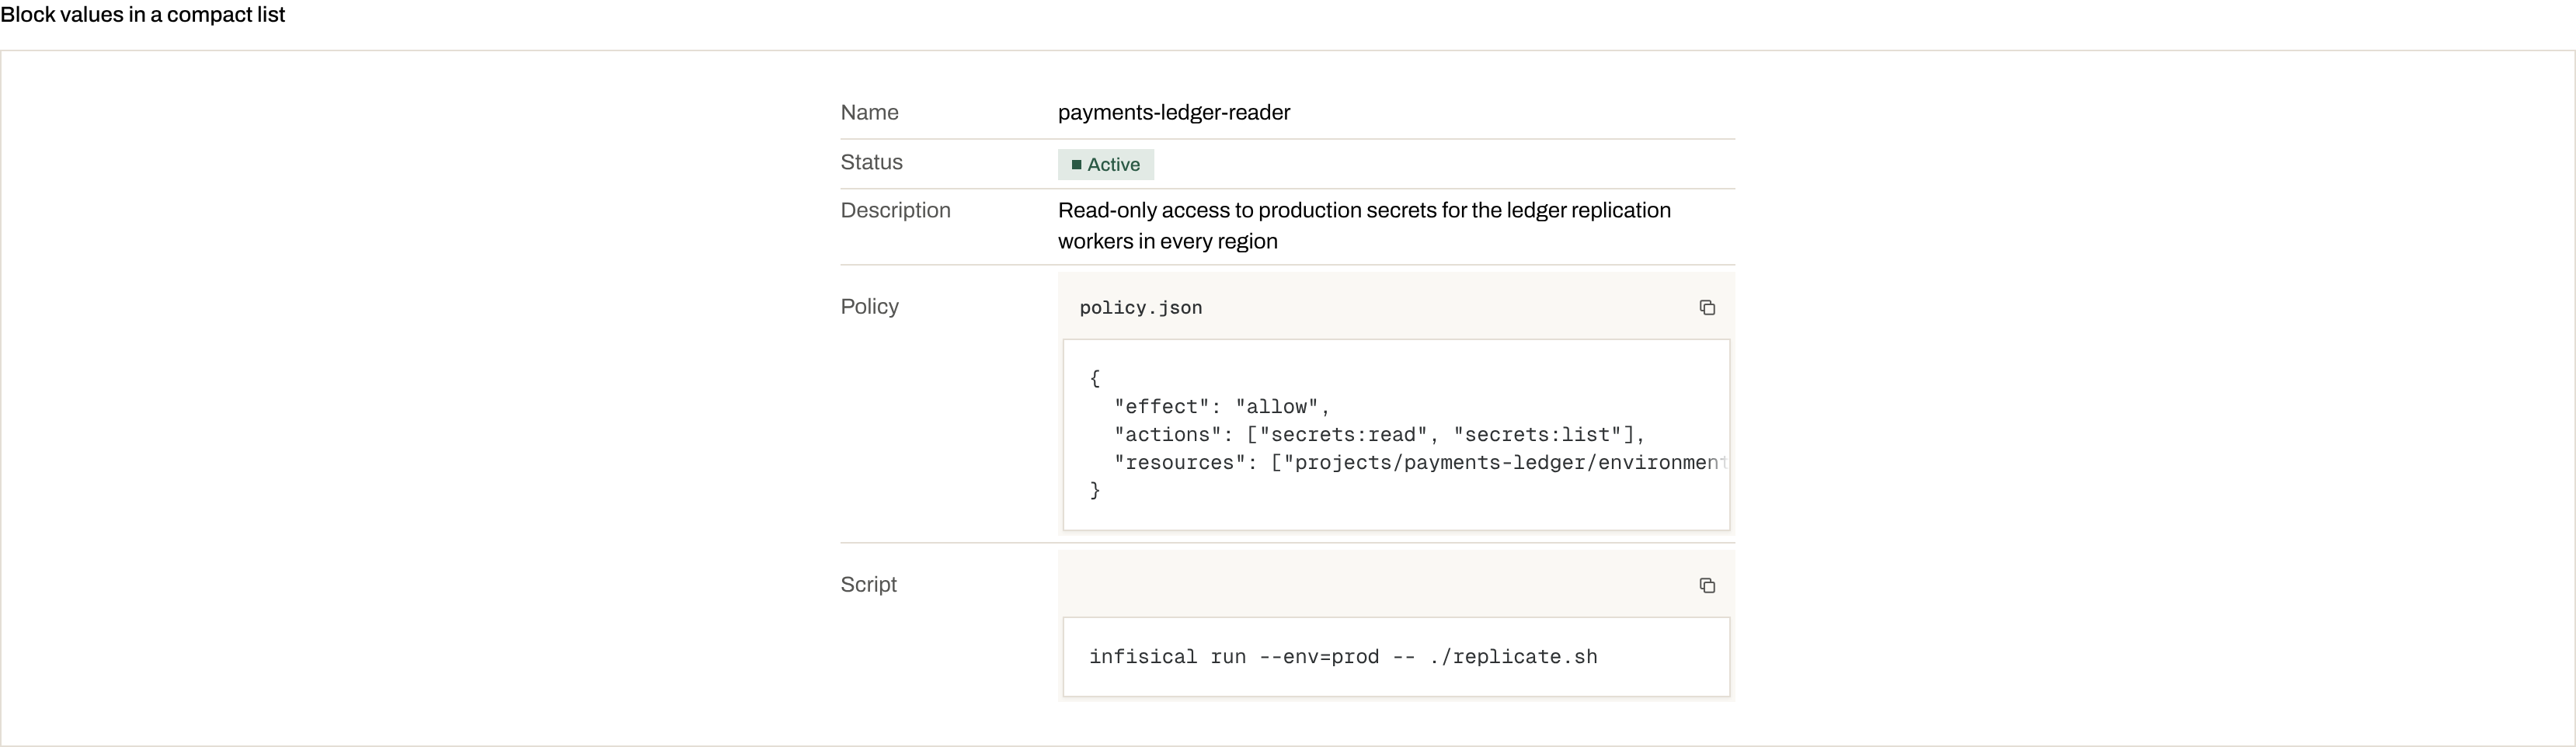 Block values in a compact list
Name payments-ledger-reader
Status Active
Description Read-only access to production secrets for the ledger replication
workers in every region
Policy policy.json
{
  "effect": "allow",
  "actions": ["secrets:read", "secrets:list"],
  "resources": ["projects/payments-ledger/environment
}
Script
infisical run --env=prod -- ./replicate.sh